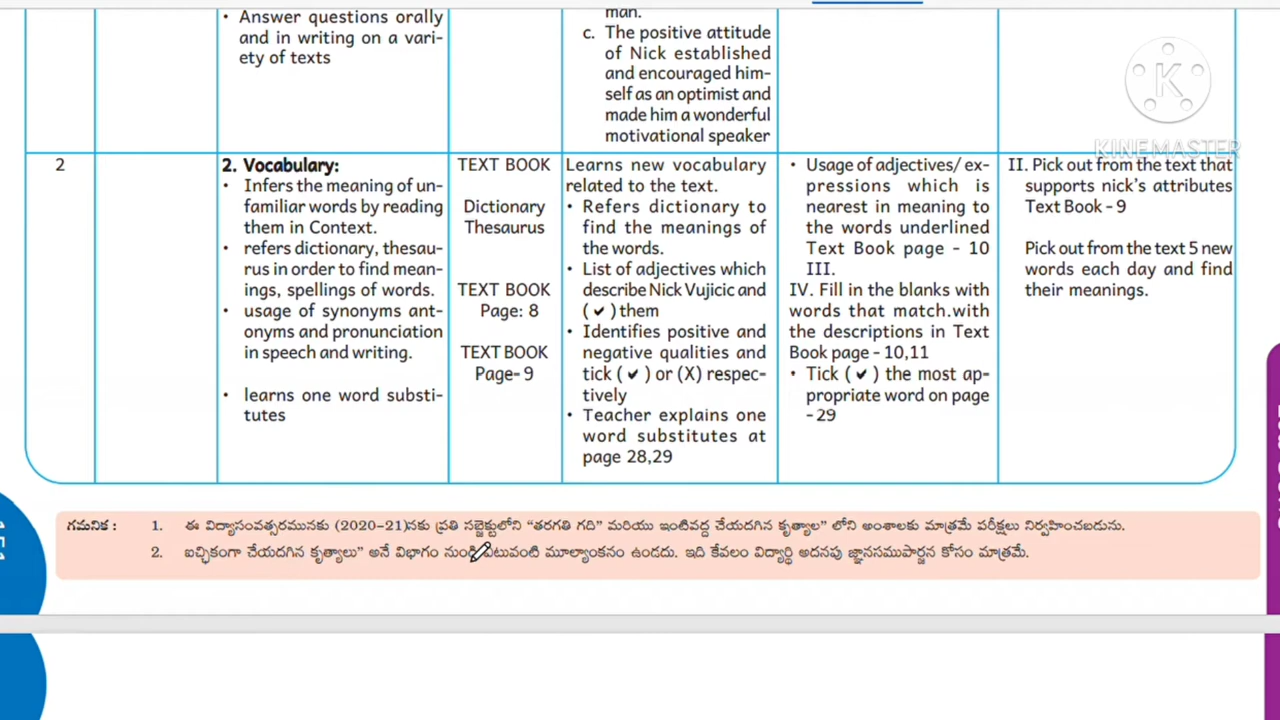 • Answer questions orally
and in writing on a vari-
ety of texts
man.
c. The positive attitude
of Nick established
and encouraged him-
self as an optimist and
made him a wonderful
motivational speaker
K
KINEMASTER
2
2. Vocabulary:
• Infers the meaning of un-
familiar words by reading
them in Context.
• refers dictionary, thesau-
rus in order to find mean-
ings, spellings of words.
• usage of synonyms ant-
onyms and pronunciation
in speech and writing.
• learns one word substi-
tutes
TEXT BOOK
Dictionary
Thesaurus
TEXT BOOK
Page: 8
TEXT BOOK
Page- 9
Learns new vocabulary
related to the text.
• Refers dictionary to
find the meanings of
the words.
• List of adjectives which
describe Nick Vujicic and
(✔) them
• Identifies positive and
negative qualities and
tick (✔) or (X) respec-
tively
• Teacher explains one
word substitutes at
page 28,29
• Usage of adjectives/ ex-
pressions which is
nearest in meaning to
the words underlined
Text Book page - 10
III.
IV. Fill in the blanks with
words that match.with
the descriptions in Text
Book page - 10,11
• Tick (✔) the most ap-
propriate word on page
- 29
II. Pick out from the text that
supports nick's attributes
Text Book - 9
Pick out from the text 5 new
words each day and find
their meanings.
గమనిక : 1. ఈ విద్యాసంవత్సరమునకు (2020-21)నకు ప్రతి సబ్జెక్టులోని "తరగతి గది" మరియు ఇంటివద్ద చేయదగిన కృత్యాల" లోని అంశాలకు మాత్రమే పరీక్షలు నిర్వహించబడును.
2. ఐచ్ఛికంగా చేయదగిన కృత్యాలు" అనే విభాగం మూల్యాంకనం ఉండదు. ఇది కేవలం విద్యార్థి అదనపు జ్ఞానసముపార్జన కోసం మాత్రమే.